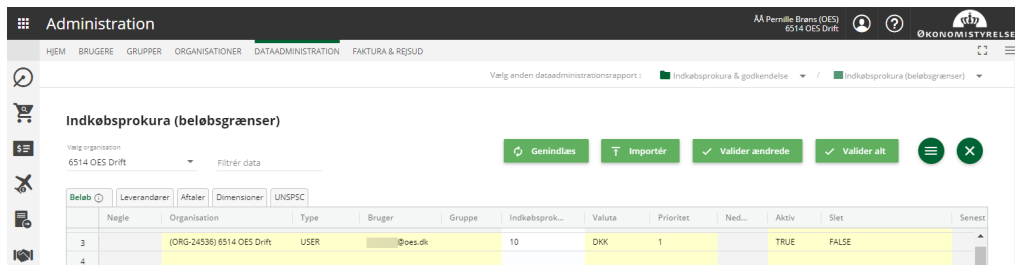 Administration
ÅÅ Pernille Brøns (OES)
6514 OES Drift
ØKONOMISTYRELSE
HJEM BRUGERE GRUPPER ORGANISATIONER DATAADMINISTRATION FAKTURA & REJSUD
Vælg anden dataadministrationsrapport : Indkøbsprokura & godkendelse / Indkøbsprokura (beløbsgrænser)
Indkøbsprokura (beløbsgrænser)
Vælg organisation
6514 OES Drift Filtrér data
Genindlæs Importér Valider ændrede Valider alt
Beløb Leverandører Aftaler Dimensioner UNSPSC
Nøgle Organisation Type Bruger Gruppe Indkøbsprok... Valuta Prioritet Ned... Aktiv Slet Senest
3 (ORG-24536) 6514 OES Drift USER @oes.dk 10 DKK 1 TRUE FALSE
4